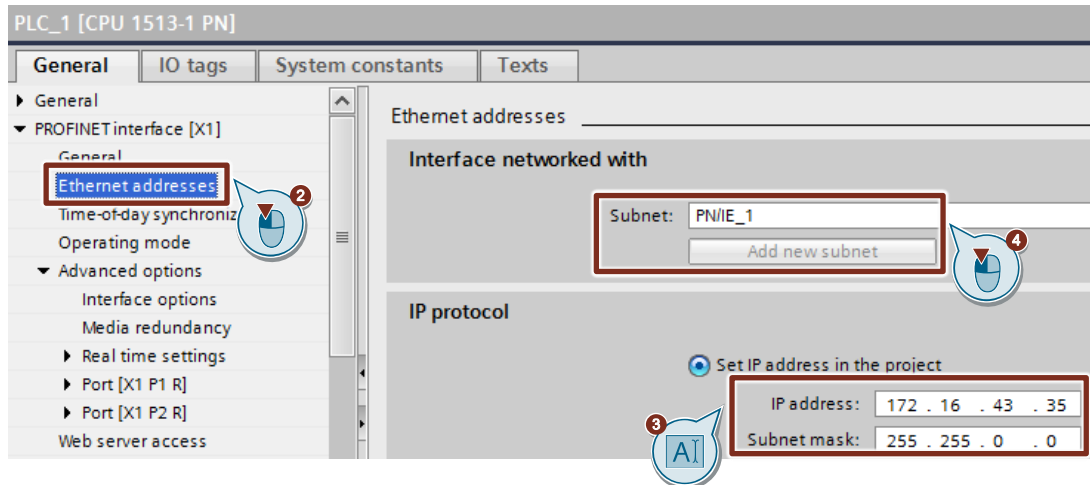 PLC_1 [CPU 1513-1 PN]
General IO tags System constants Texts
General
PROFINET interface [X1]
General
Ethernet addresses
2
Time-of-day synchroniz
Operating mode
Advanced options
Interface options
Media redundancy
Real time settings
Port [X1 P1 R]
Port [X1 P2 R]
Web server access
Ethernet addresses
Interface networked with
Subnet: PN/IE_1
Add new subnet
4
IP protocol
Set IP address in the project
IP address: 172 . 16 . 43 . 35
Subnet mask: 255 . 255 . 0 . 0
3
A